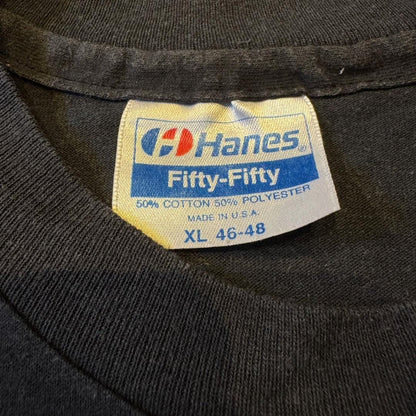 Hanes®
Fifty-Fifty
50% COTTON 50% POLYESTER
MADE IN U.S.A.
XL 46-48